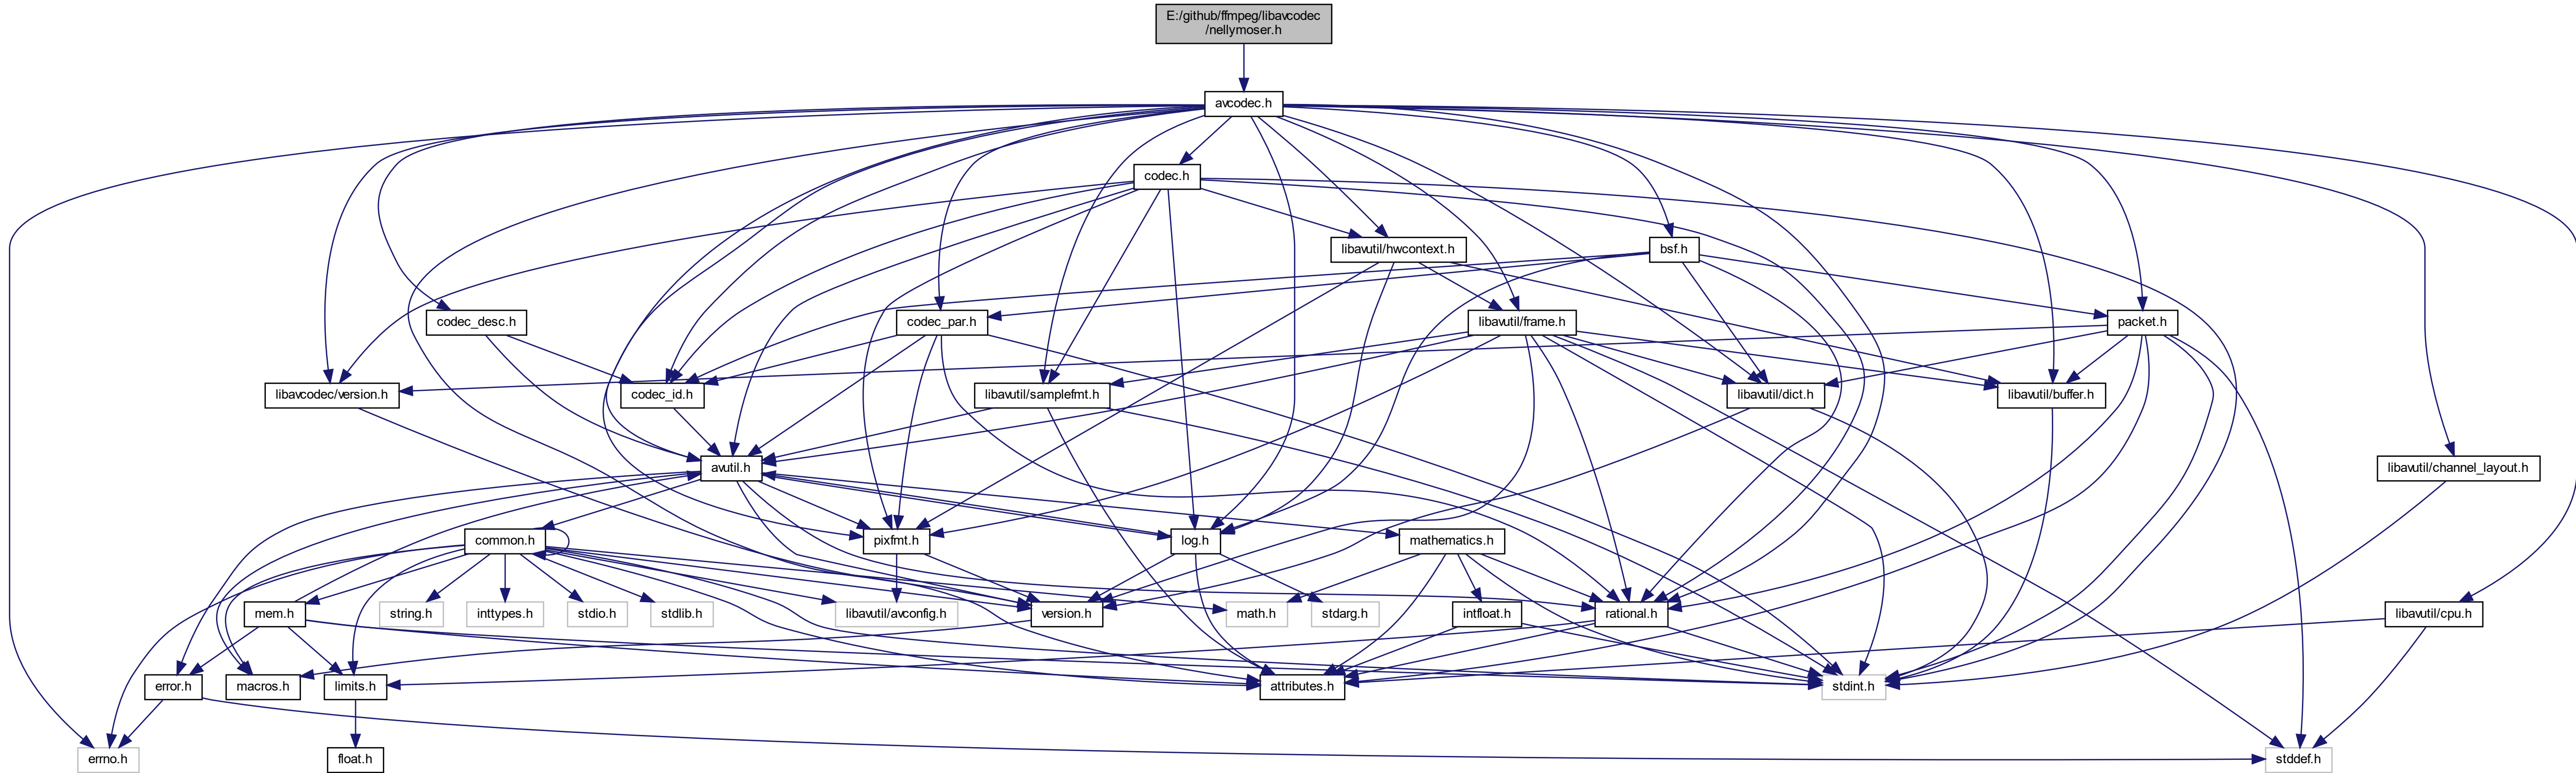 E:/github/ffmpeg/libavcodec
/nellymoser.h
avcodec.h
codec.h
libavutil/hwcontext.h
bsf.h
codec_desc.h
codec_par.h
libavutil/frame.h
packet.h
libavcodec/version.h
codec_id.h
libavutil/samplefmt.h
libavutil/dict.h
libavutil/buffer.h
avutil.h
libavutil/channel_layout.h
common.h
pixfmt.h
log.h
mathematics.h
mem.h
string.h
inttypes.h
stdio.h
stdlib.h
libavutil/avconfig.h
version.h
math.h
stdarg.h
intfloat.h
rational.h
libavutil/cpu.h
error.h
macros.h
limits.h
attributes.h
stdint.h
errno.h
float.h
stddef.h